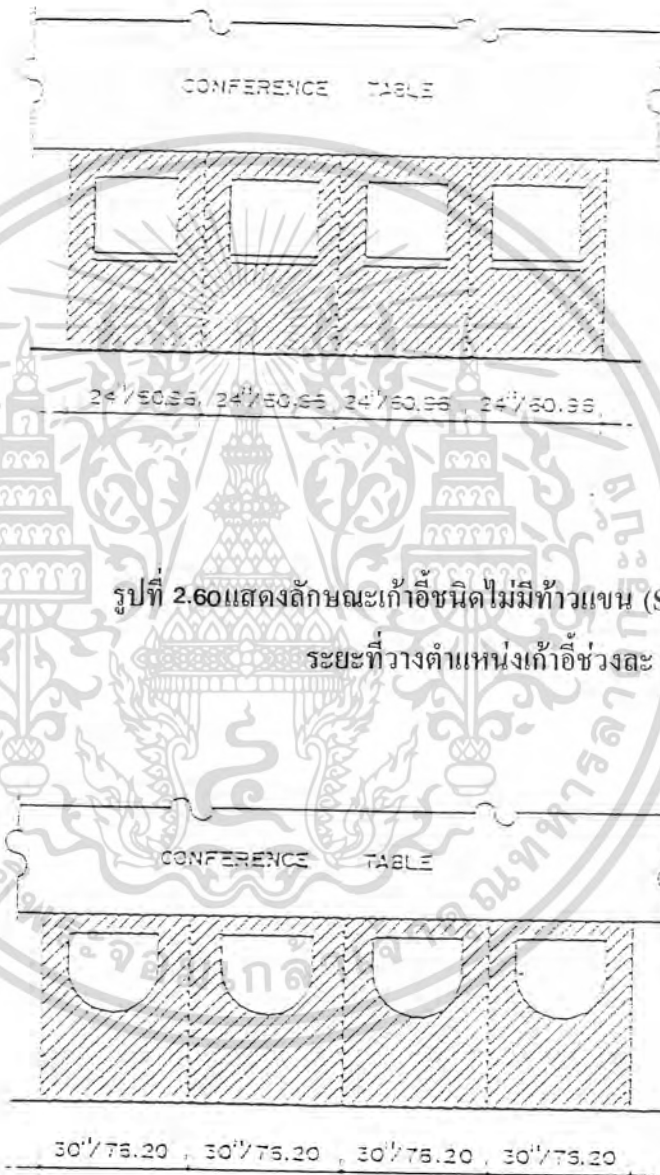 CONFERENCE TABLE
24"/60.96, 24"/60.96 24"/60.96, 24"/60.96,
รูปที่ 2.60แสดงลักษณะเก้าอี้ชนิดไม่มีท้าวแขน (S
ระยะที่วางตำแหน่งเก้าอี้ช่วงละ
CONFERENCE TABLE
30"/76.20, 30"/76.20, 30"/76.20, 30"/76.20